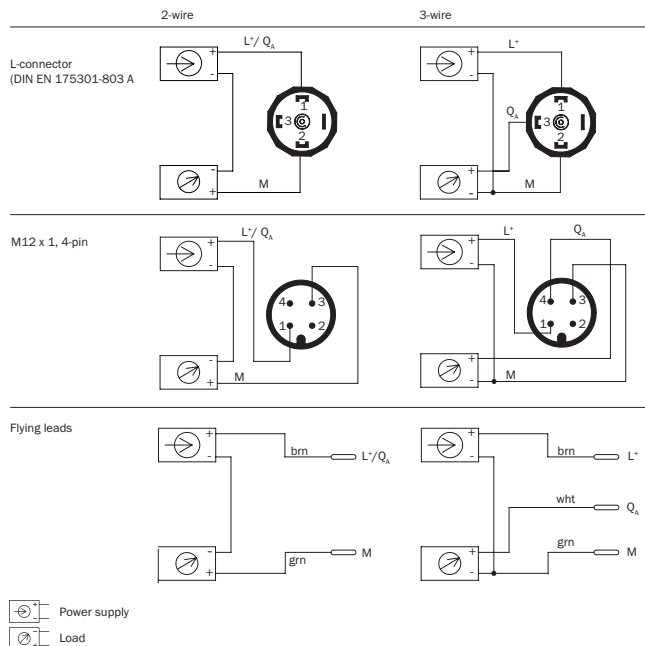 2-wire 3-wire
L-connector
(DIN EN 175301-803 A
L⁺/ Qₐ
+
-
1
3
2
-
+
M
L⁺
+
-
Qₐ
1
3
2
+
-
M
M12 x 1, 4-pin
L⁺/ Qₐ
+
-
4 3
1 2
-
+
M
L⁺ Qₐ
+
-
4 3
1 2
+
-
M
Flying leads
+
-
brn L⁺/Qₐ
-
+
grn M
+
-
brn L⁺
wht Qₐ
+
-
grn M
+
-
Power supply
-
+
Load